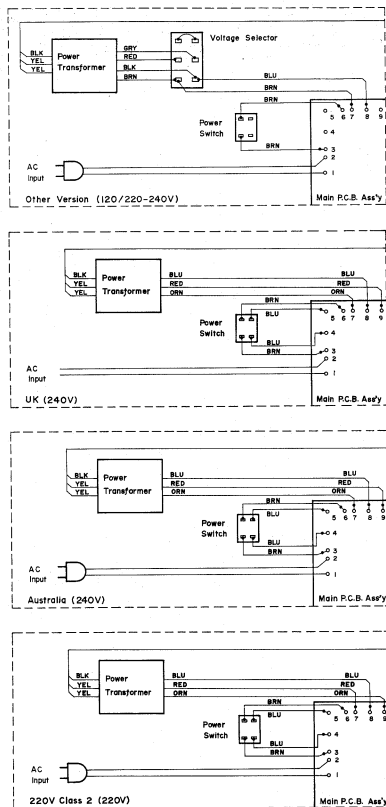 Voltage Selector
GRY
BLK Power RED
YEL Transformer BLK
YEL BRN BLU
BRN
BRN
5 6 7 8 9
Power
Switch
4
BRN 3
2
AC
Input 1
Other Version (120/220-240V) Main P.C.B. Ass'y
BLK Power BLU BLU
YEL Transformer RED RED
YEL ORN ORN
BRN
BLU 5 6 7 8 9
Power
Switch
BLU 4
BRN 3
2
AC
Input 1
UK (240V) Main P.C.B. Ass'y
BLK Power BLU BLU
YEL Transformer RED RED
YEL ORN ORN
BRN
BLU 5 6 7 8 9
Power
Switch
BLU 4
BRN 3
2
AC
Input 1
Australia (240V) Main P.C.B. Ass'y
BLK Power BLU BLU
YEL Transformer RED RED
YEL ORN ORN
BRN
BLU 5 6 7 8 9
Power
Switch
BLU 4
BRN 3
2
AC
Input 1
220V Class 2 (220V) Main P.C.B. Ass'y